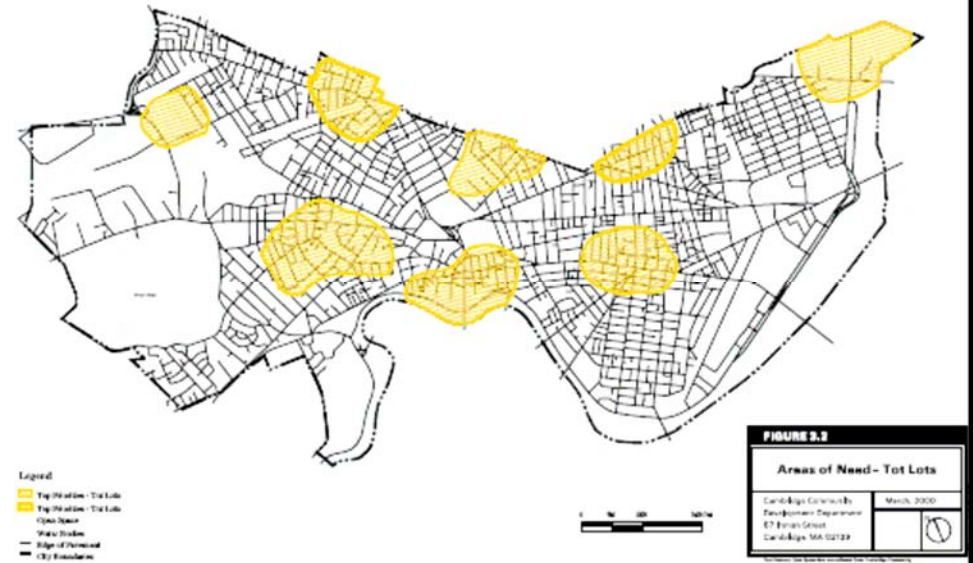 Legend
Top Priorities - Tot Lots
Top Priorities - Tot Lots
Open Space
Water Bodies
Edge of Pavement
City Boundaries
FIGURE 3.2
Areas of Need - Tot Lots
Cambridge Community
Development Department
57 Inman Street
Cambridge MA 02139
March, 2000